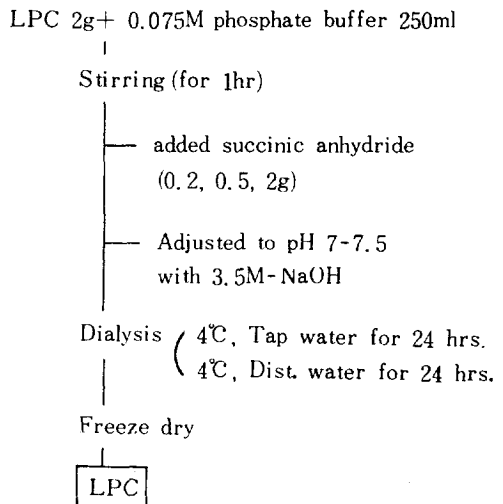 LPC 2g+ 0.075M phosphate buffer 250ml
Stirring (for 1hr)
added succinic anhydride
(0.2, 0.5, 2g)
Adjusted to pH 7-7.5
with 3.5M-NaOH
Dialysis ( 4℃, Tap water for 24 hrs.
4℃, Dist. water for 24 hrs.
Freeze dry
LPC